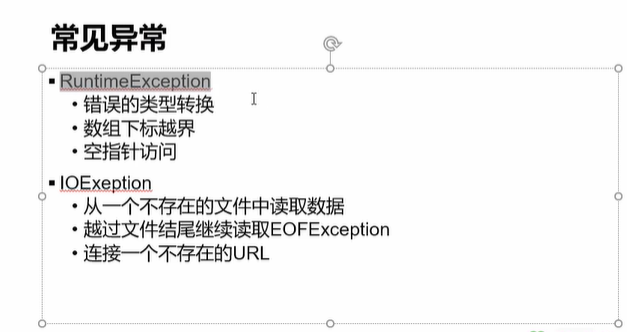 常见异常
▪ RuntimeException
• 错误的类型转换
• 数组下标越界
• 空指针访问
▪ IOExeption
• 从一个不存在的文件中读取数据
• 越过文件结尾继续读取EOFException
• 连接一个不存在的URL